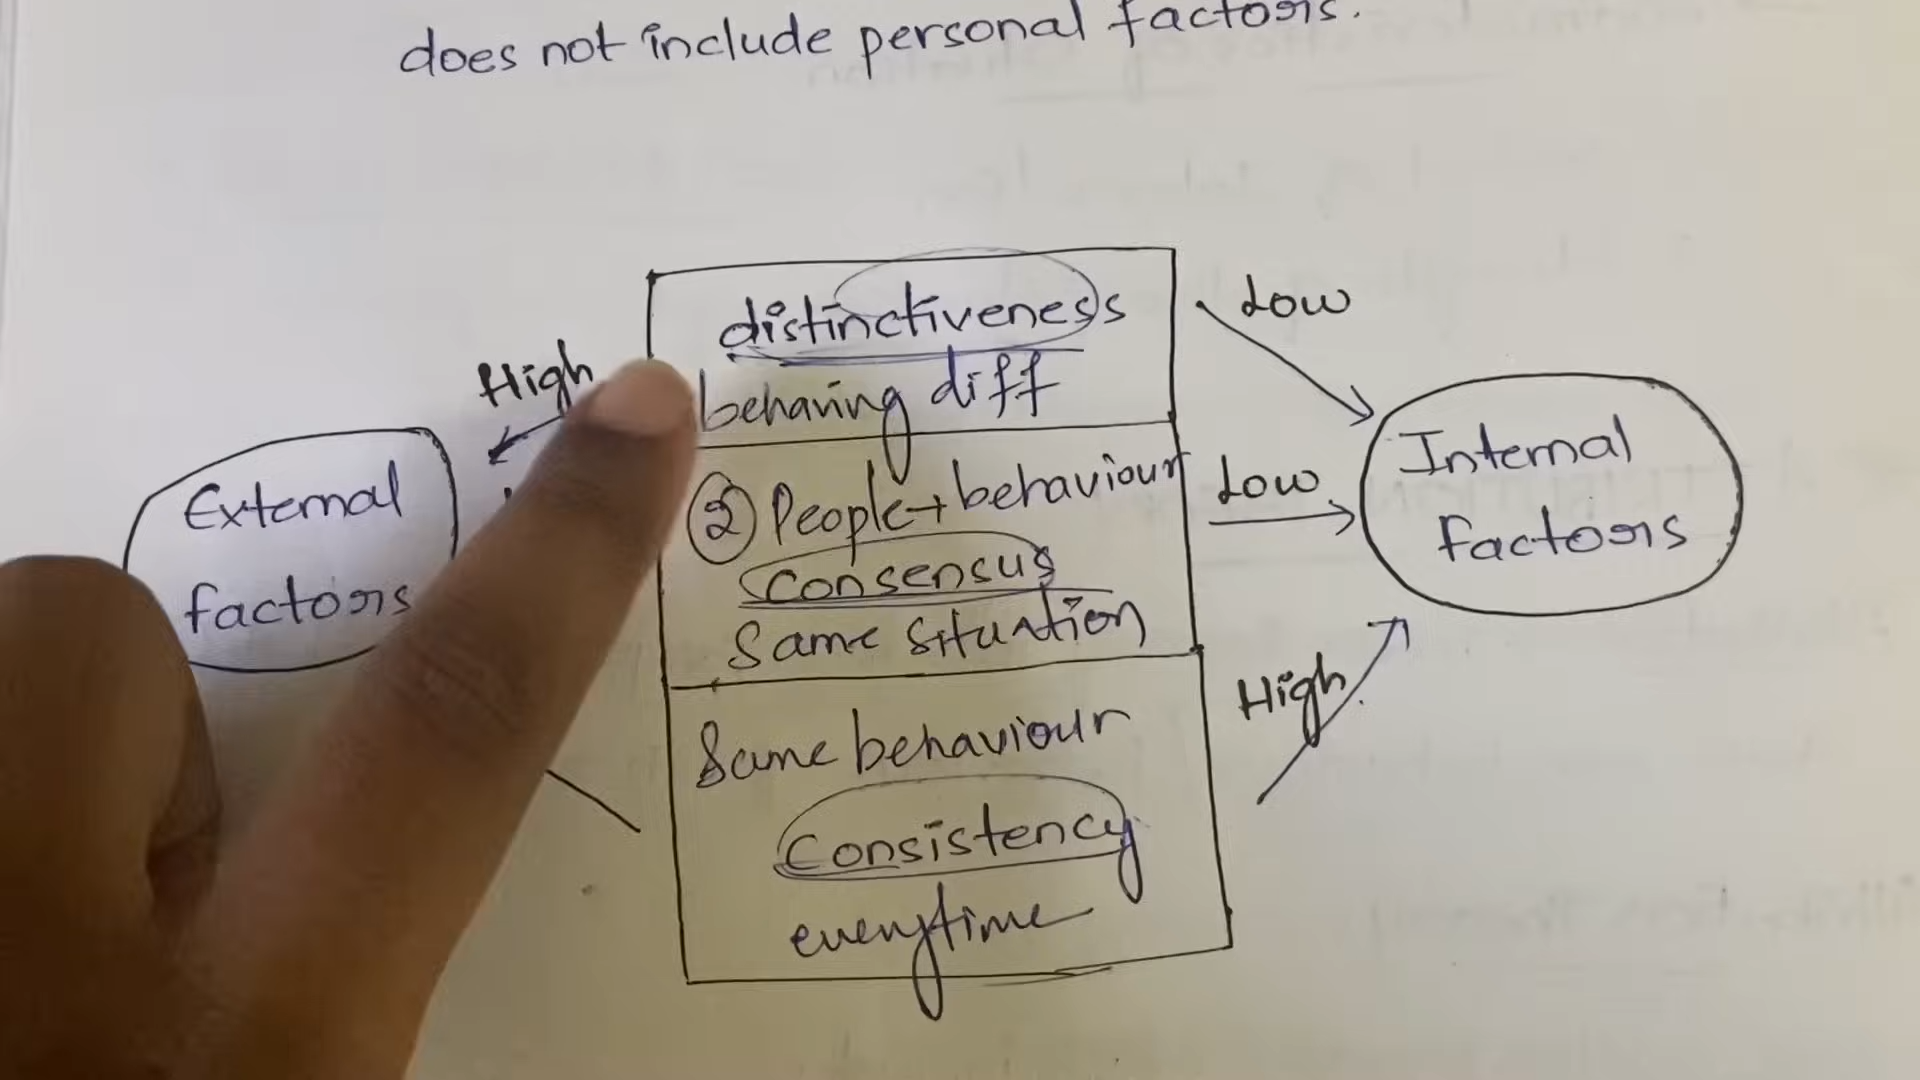 does not include personal factors.
distinctiveness
behaving diff
② People → behaviour
consensus
Same situation
Same behaviour
Consistency
everytime
High
External
factors
Low
Low
High
Internal
factors